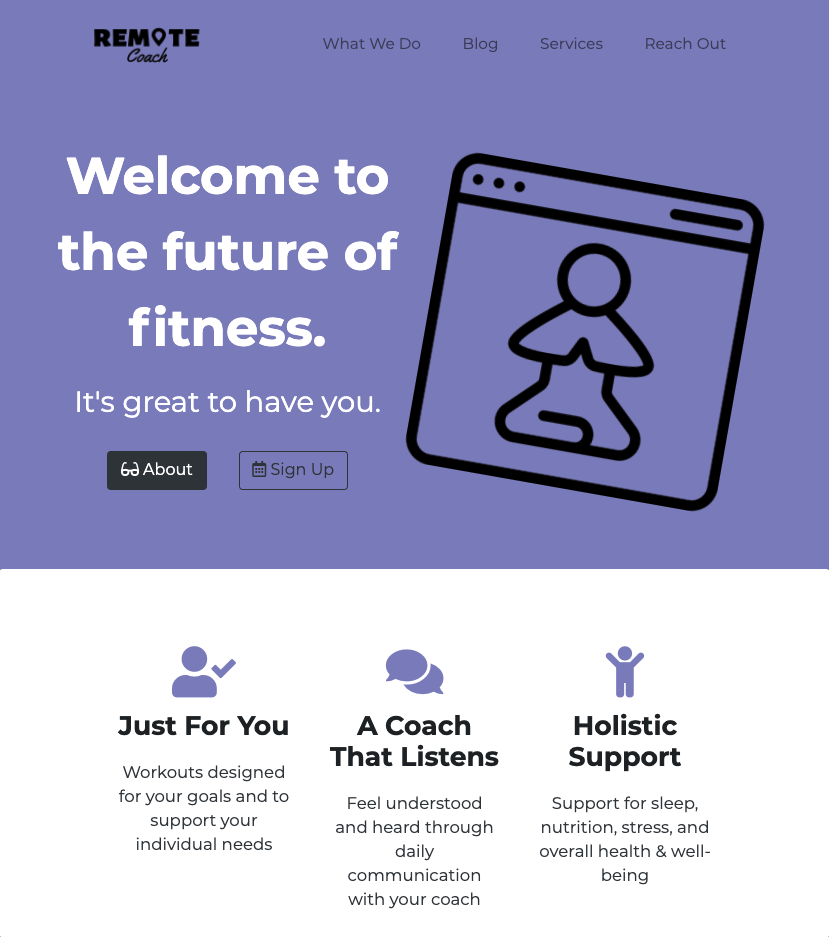 REMOTE
Coach
What We Do Blog Services Reach Out
Welcome to
the future of
fitness.
It's great to have you.
About Sign Up
Just For You
Workouts designed
for your goals and to
support your
individual needs
A Coach
That Listens
Feel understood
and heard through
daily
communication
with your coach
Holistic
Support
Support for sleep,
nutrition, stress, and
overall health & well-
being